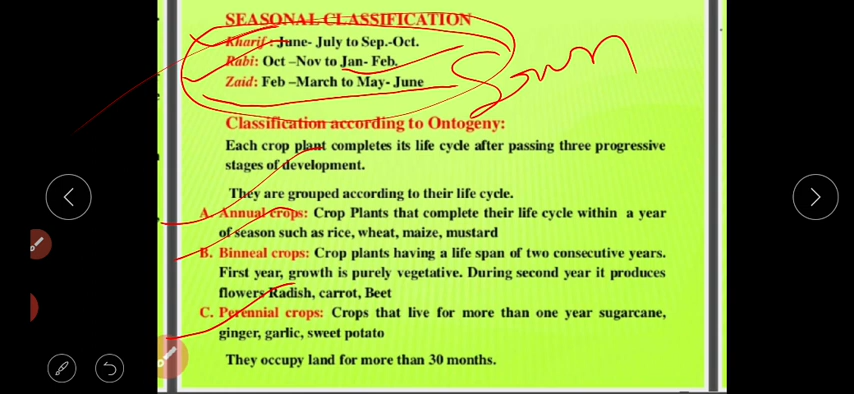 SEASONAL CLASSIFICATION
Kharif : June- July to Sep.-Oct.
Rabi: Oct –Nov to Jan- Feb.
Zaid: Feb –March to May- June
Classification according to Ontogeny:
Each crop plant completes its life cycle after passing three progressive
stages of development.
They are grouped according to their life cycle.
A. Annual crops: Crop Plants that complete their life cycle within a year
of season such as rice, wheat, maize, mustard
B. Binneal crops: Crop plants having a life span of two consecutive years.
First year, growth is purely vegetative. During second year it produces
flowers Radish, carrot, Beet
C. Perennial crops: Crops that live for more than one year sugarcane,
ginger, garlic, sweet potato
They occupy land for more than 30 months.